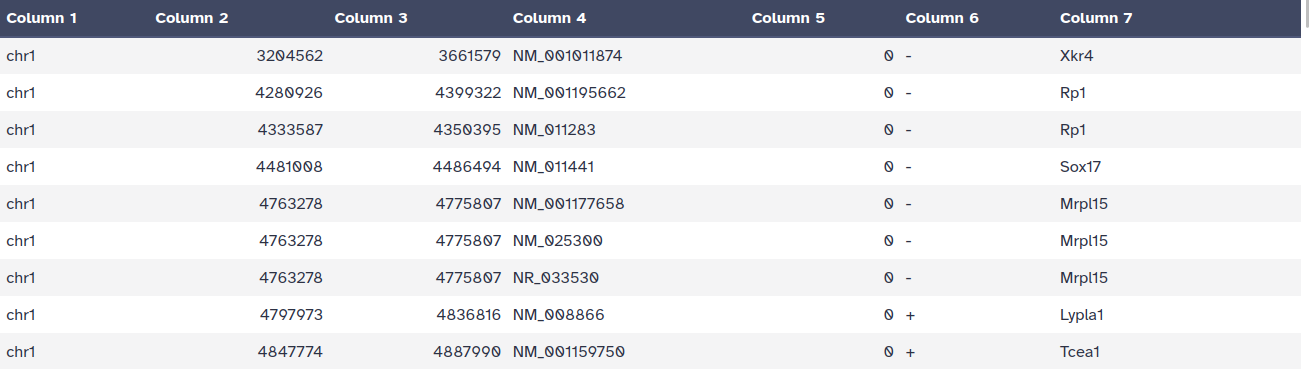 Column 1 Column 2 Column 3 Column 4 Column 5 Column 6 Column 7
chr1 3204562 3661579 NM_001011874 0 - Xkr4
chr1 4280926 4399322 NM_001195662 0 - Rp1
chr1 4333587 4350395 NM_011283 0 - Rp1
chr1 4481008 4486494 NM_011441 0 - Sox17
chr1 4763278 4775807 NM_001177658 0 - Mrpl15
chr1 4763278 4775807 NM_025300 0 - Mrpl15
chr1 4763278 4775807 NR_033530 0 - Mrpl15
chr1 4797973 4836816 NM_008866 0 + Lypla1
chr1 4847774 4887990 NM_001159750 0 + Tcea1